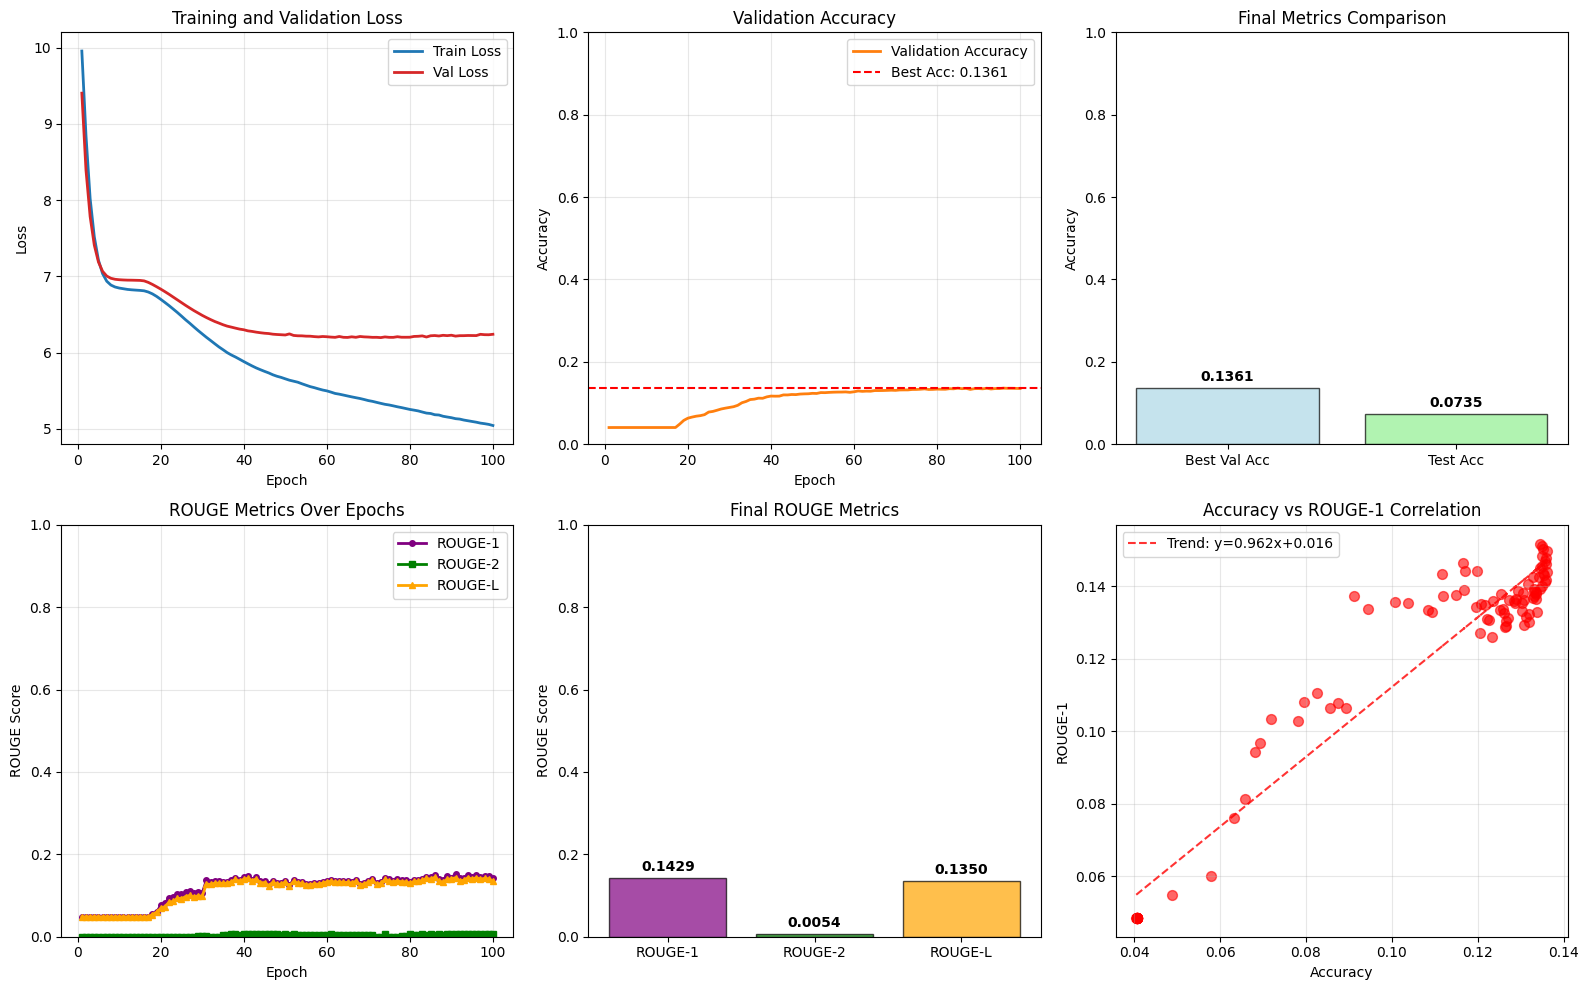 Training and Validation Loss
Loss
10
9
8
7
6
5
0 20 40 60 80 100
Epoch
Train Loss
Val Loss
Validation Accuracy
Accuracy
1.0
0.8
0.6
0.4
0.2
0.0
0 20 40 60 80 100
Epoch
Validation Accuracy
Best Acc: 0.1361
Final Metrics Comparison
Accuracy
1.0
0.8
0.6
0.4
0.2
0.0
0.1361
0.0735
Best Val Acc
Test Acc
ROUGE Metrics Over Epochs
ROUGE Score
1.0
0.8
0.6
0.4
0.2
0.0
0 20 40 60 80 100
Epoch
ROUGE-1
ROUGE-2
ROUGE-L
Final ROUGE Metrics
ROUGE Score
1.0
0.8
0.6
0.4
0.2
0.0
0.1429
0.0054
0.1350
ROUGE-1
ROUGE-2
ROUGE-L
Accuracy vs ROUGE-1 Correlation
Trend: y=0.962x+0.016
ROUGE-1
0.14
0.12
0.10
0.08
0.06
0.04 0.06 0.08 0.10 0.12 0.14
Accuracy